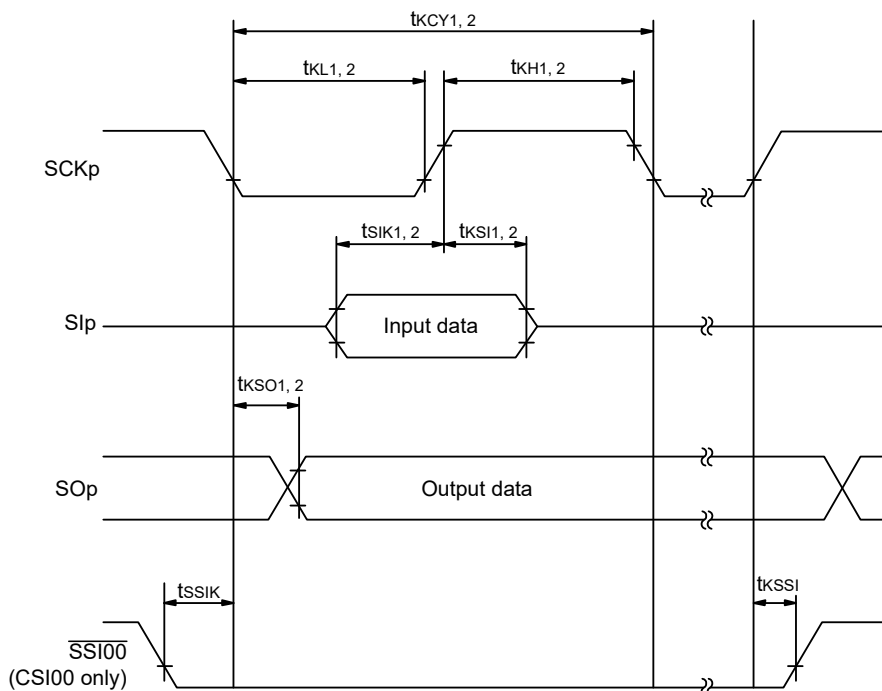 tKCY1, 2
tKL1, 2
tKH1, 2
SCKp
tSIK1, 2
tKSI1, 2
SIp
Input data
tKSO1, 2
SOp
Output data
tSSIK
tKSSI
SSI00
(CSI00 only)